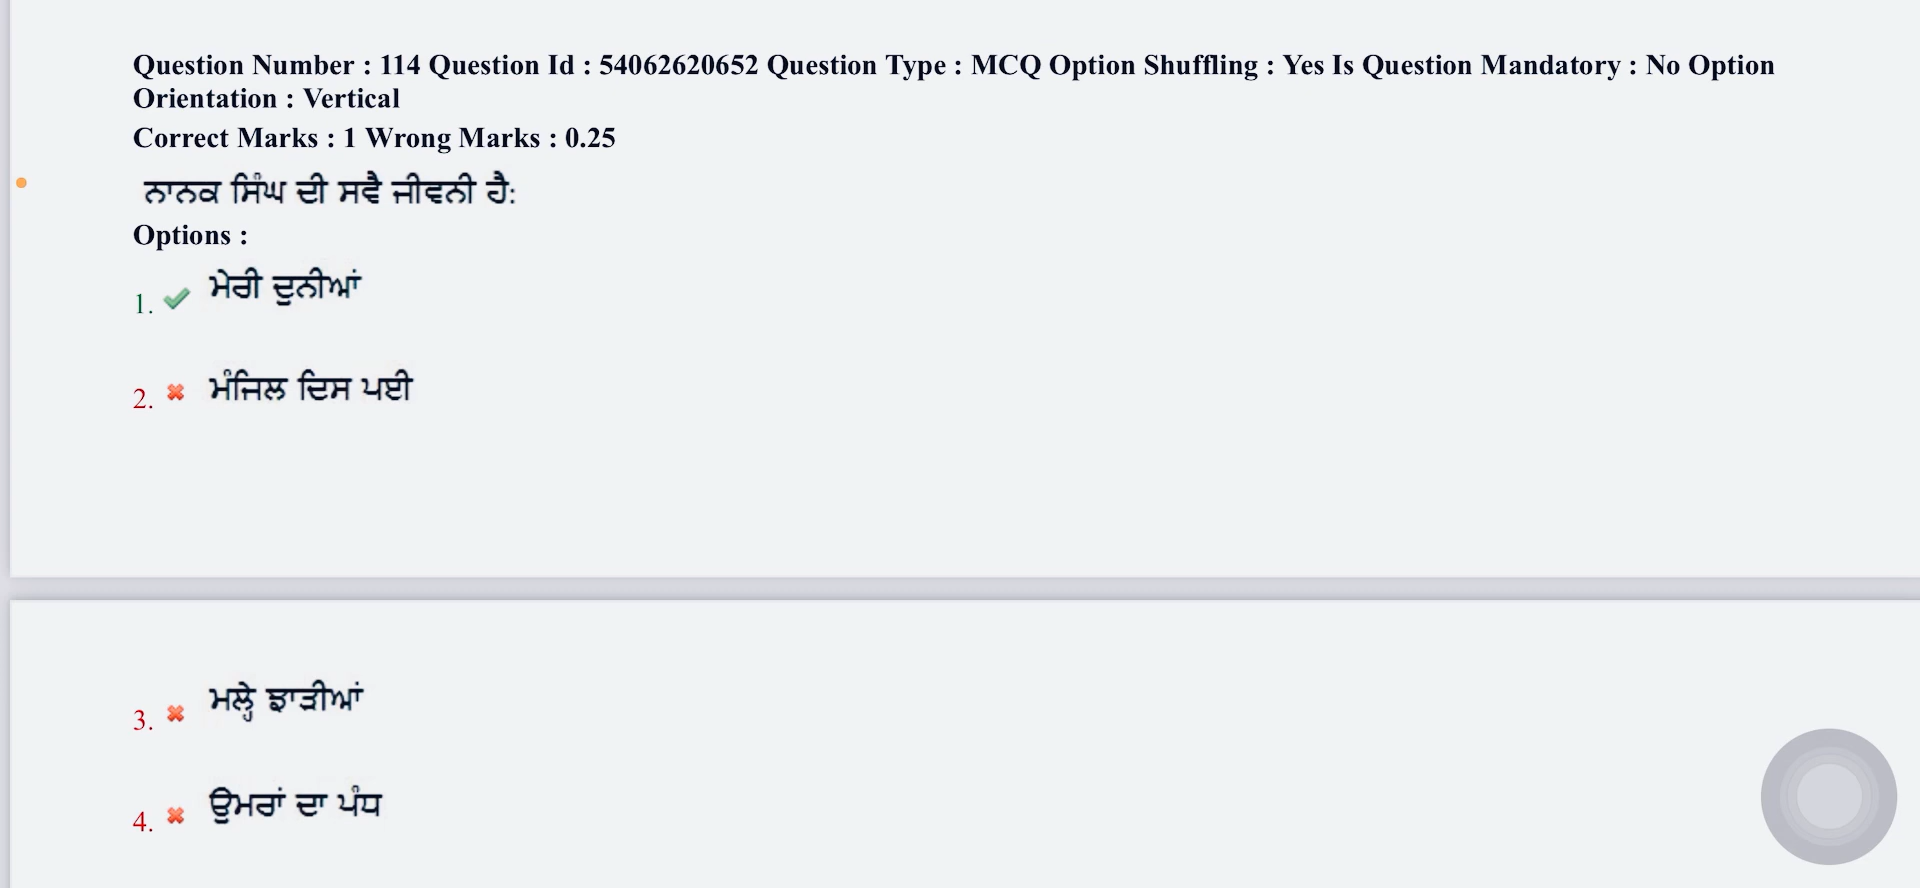 Question Number : 114 Question Id : 54062620652 Question Type : MCQ Option Shuffling : Yes Is Question Mandatory : No Option
Orientation : Vertical
Correct Marks : 1 Wrong Marks : 0.25
ਨਾਨਕ ਸਿੰਘ ਦੀ ਸਵੈ ਜੀਵਨੀ ਹੈ:
Options :
1. ਮੇਰੀ ਦੁਨੀਆਂ
2. ਮੰਜਿਲ ਦਿਸ ਪਈ
3. ਮਲ੍ਹੇ ਝਾੜੀਆਂ
4. ਉਮਰਾਂ ਦਾ ਪੰਧ